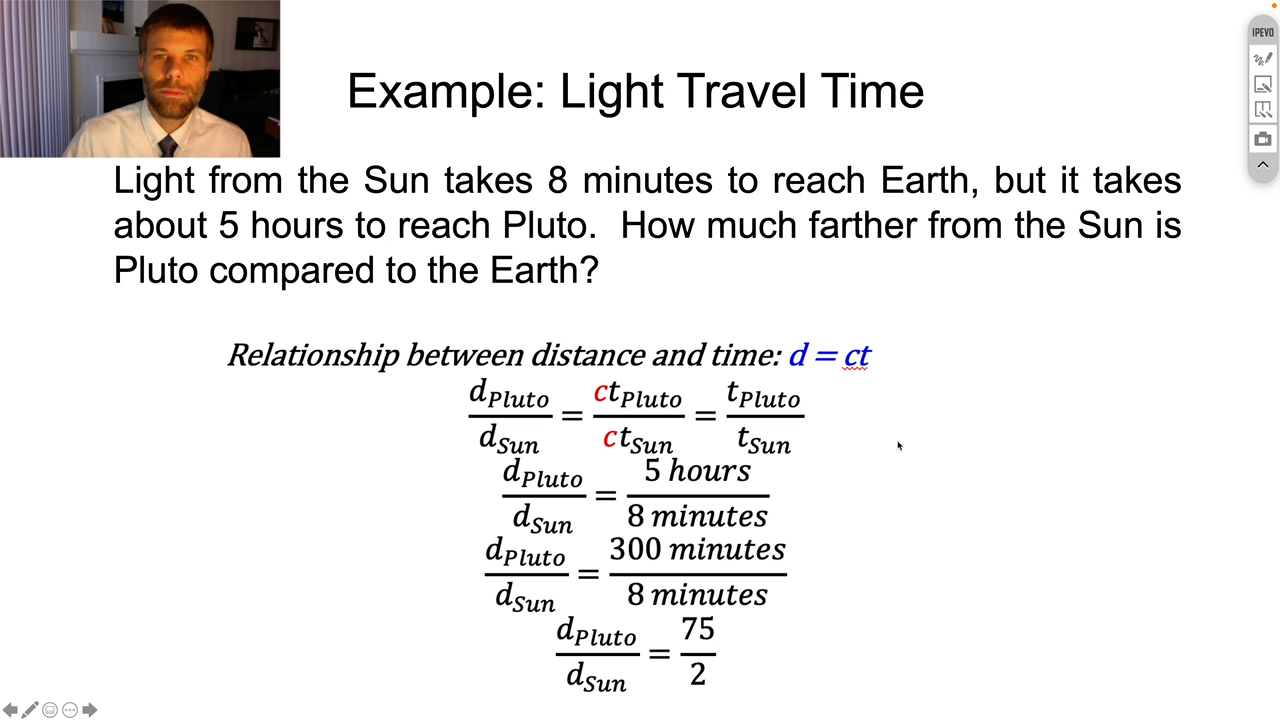 Example: Light Travel Time
IPEVO
Light from the Sun takes 8 minutes to reach Earth, but it takes
about 5 hours to reach Pluto.  How much farther from the Sun is
Pluto compared to the Earth?
Relationship between distance and time: d = ct
d_Pluto / d_Sun = ct_Pluto / ct_Sun = t_Pluto / t_Sun
d_Pluto / d_Sun = 5 hours / 8 minutes
d_Pluto / d_Sun = 300 minutes / 8 minutes
d_Pluto / d_Sun = 75 / 2